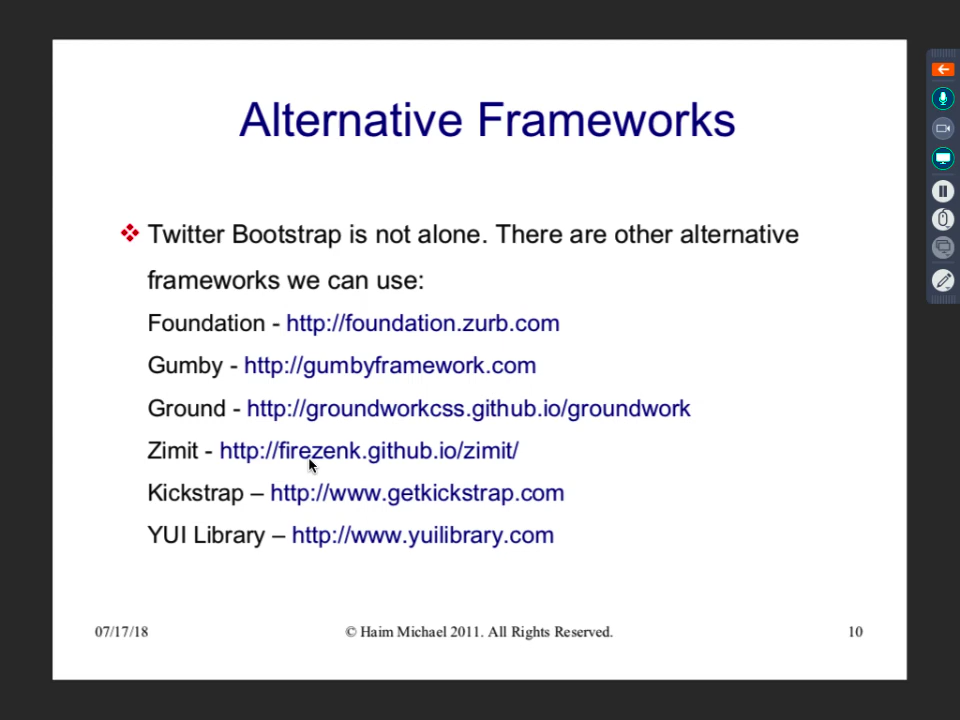 Alternative Frameworks
Twitter Bootstrap is not alone. There are other alternative
frameworks we can use:
Foundation - http://foundation.zurb.com
Gumby - http://gumbyframework.com
Ground - http://groundworkcss.github.io/groundwork
Zimit - http://firezenk.github.io/zimit/
Kickstrap – http://www.getkickstrap.com
YUI Library – http://www.yuilibrary.com
07/17/18 © Haim Michael 2011. All Rights Reserved. 10